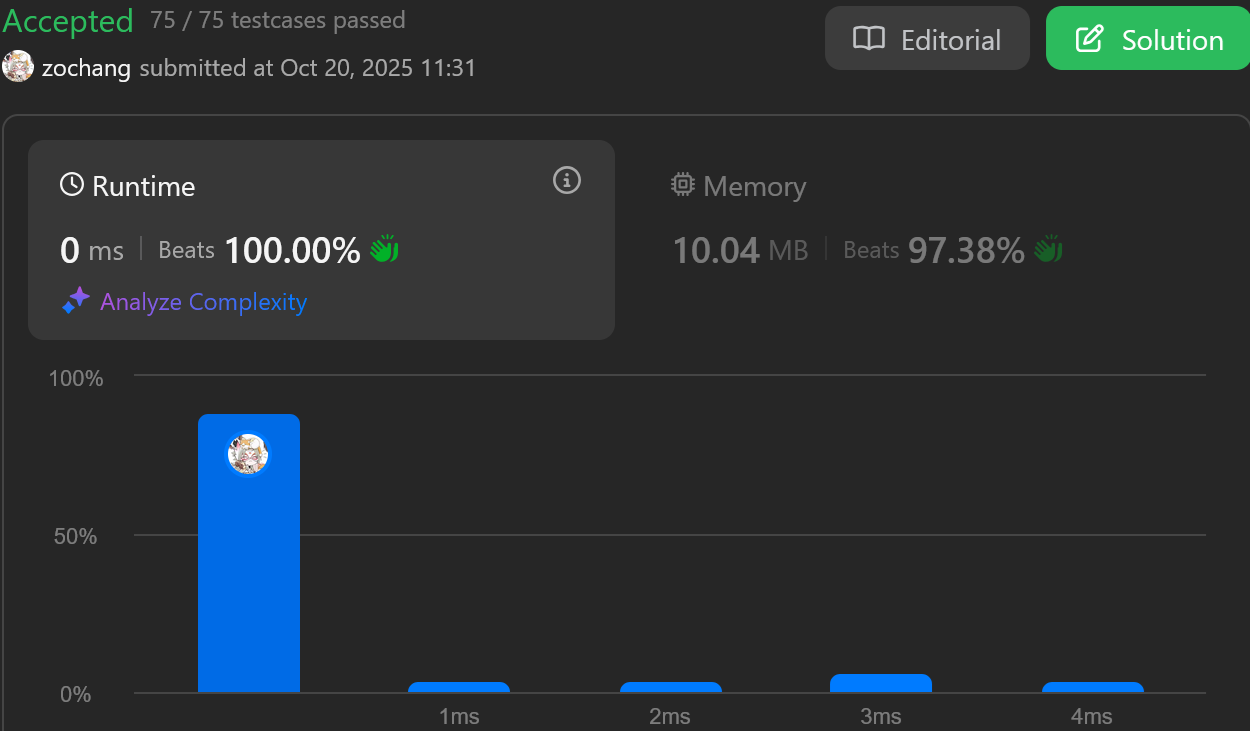 Accepted 75 / 75 testcases passed
Editorial
Solution
zochang submitted at Oct 20, 2025 11:31
Runtime
0 ms | Beats 100.00%
Analyze Complexity
Memory
10.04 MB | Beats 97.38%
100%
50%
0%
1ms 2ms 3ms 4ms